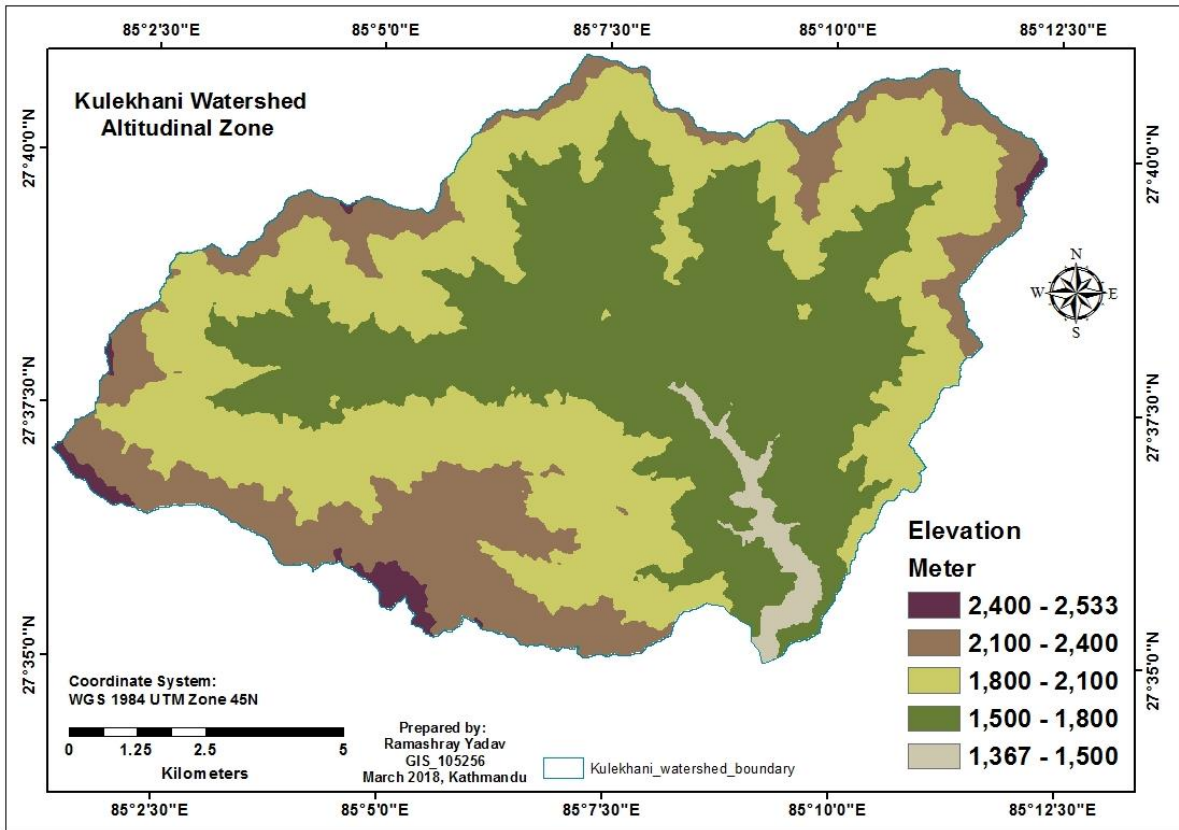 85°2'30"E 85°5'0"E 85°7'30"E 85°10'0"E 85°12'30"E
Kulekhani Watershed
Altitudinal Zone
27°40'0"N
27°40'0"N
N
W E
S
27°37'30"N
27°37'30"N
Elevation
Meter
2,400 - 2,533
2,100 - 2,400
1,800 - 2,100
1,500 - 1,800
1,367 - 1,500
27°35'0"N
27°35'0"N
Coordinate System:
WGS 1984 UTM Zone 45N
0 1.25 2.5 5
Kilometers
Prepared by:
Ramashray Yadav
GIS_105256
March 2018, Kathmandu
Kulekhani_watershed_boundary
85°2'30"E 85°5'0"E 85°7'30"E 85°10'0"E 85°12'30"E